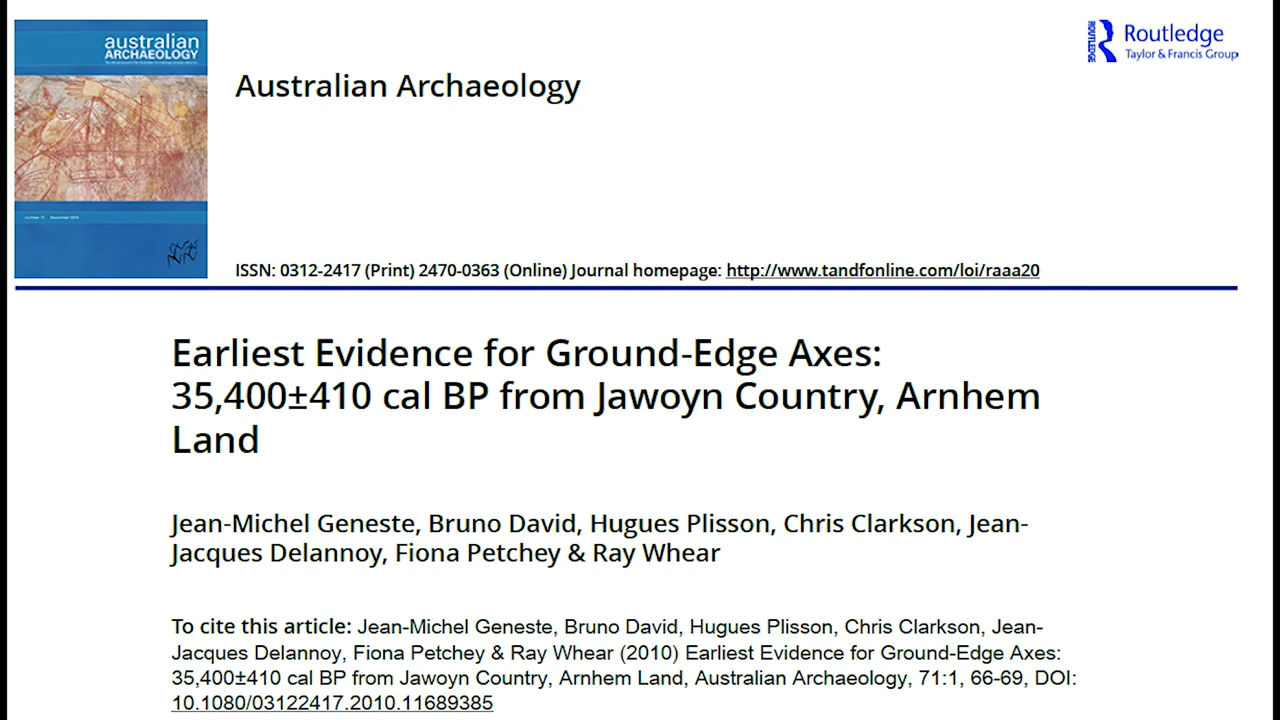 australian
ARCHAEOLOGY
ROUTLEDGE
Routledge
Taylor & Francis Group
Australian Archaeology
ISSN: 0312-2417 (Print) 2470-0363 (Online) Journal homepage: http://www.tandfonline.com/loi/raaa20
Earliest Evidence for Ground-Edge Axes:
35,400±410 cal BP from Jawoyn Country, Arnhem
Land
Jean-Michel Geneste, Bruno David, Hugues Plisson, Chris Clarkson, Jean-
Jacques Delannoy, Fiona Petchey & Ray Whear
To cite this article: Jean-Michel Geneste, Bruno David, Hugues Plisson, Chris Clarkson, Jean-
Jacques Delannoy, Fiona Petchey & Ray Whear (2010) Earliest Evidence for Ground-Edge Axes:
35,400±410 cal BP from Jawoyn Country, Arnhem Land, Australian Archaeology, 71:1, 66-69, DOI:
10.1080/03122417.2010.11689385